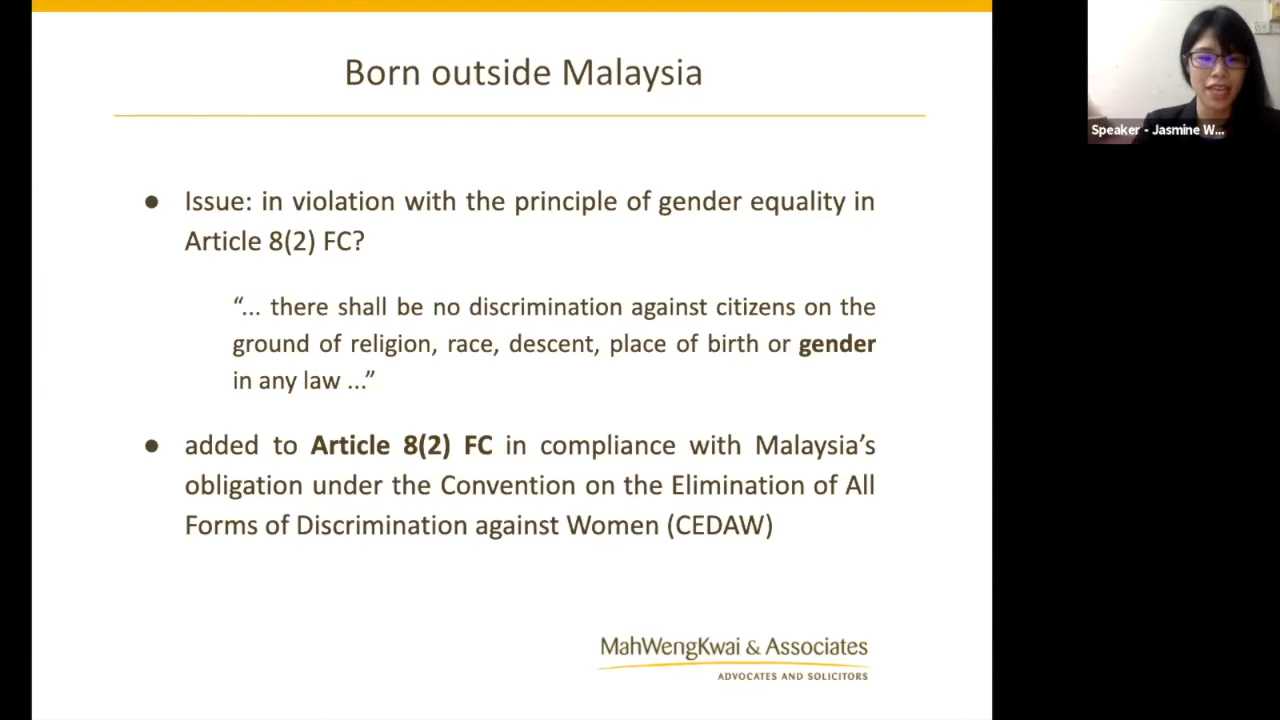 Born outside Malaysia
● Issue: in violation with the principle of gender equality in
Article 8(2) FC?
“... there shall be no discrimination against citizens on the
ground of religion, race, descent, place of birth or gender
in any law ...”
● added to Article 8(2) FC in compliance with Malaysia’s
obligation under the Convention on the Elimination of All
Forms of Discrimination against Women (CEDAW)
MahWengKwai & Associates
ADVOCATES AND SOLICITORS
Speaker - Jasmine W...